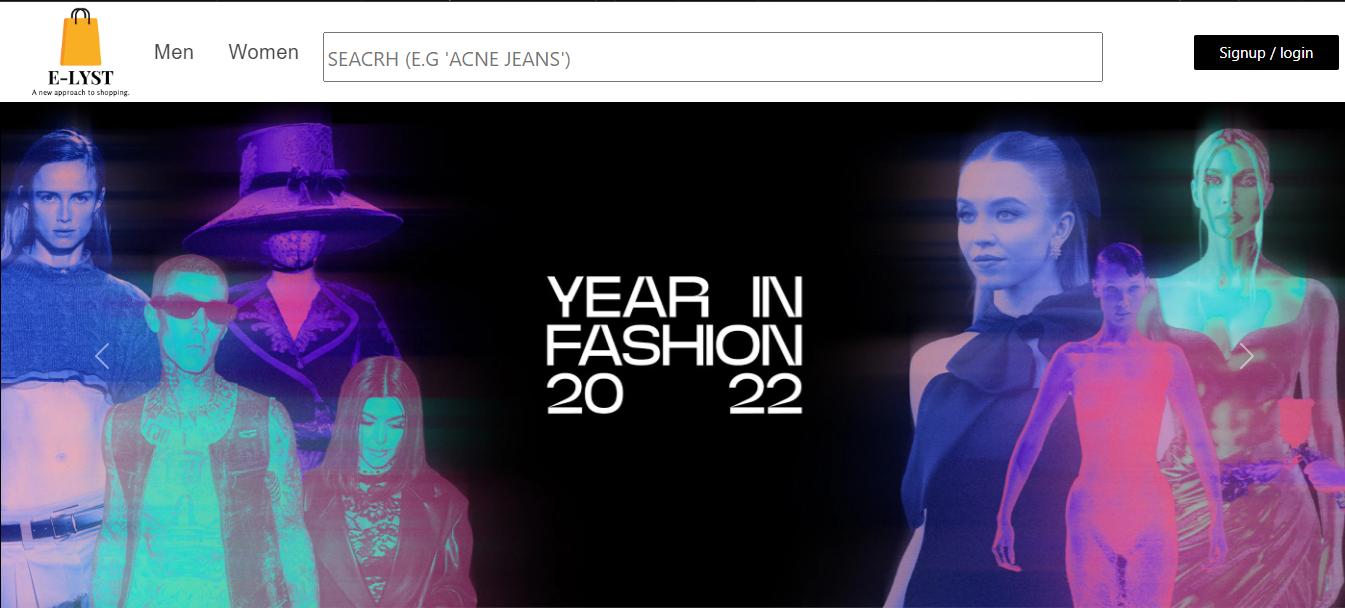 E-LYST
A new approach to shopping.
Men
Women
SEACRH (E.G 'ACNE JEANS')
Signup / login
YEAR IN
FASHION
20 22